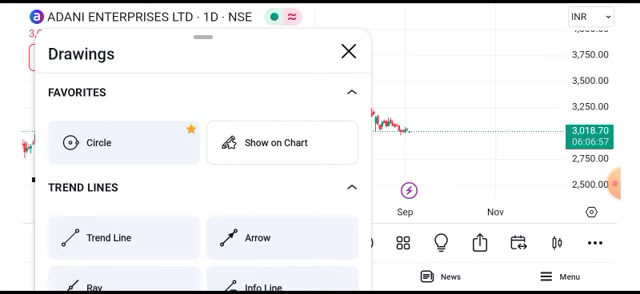 ADANI ENTERPRISES LTD · 1D · NSE
INR
Drawings
FAVORITES
Circle
Show on Chart
TREND LINES
Trend Line
Arrow
Ray
Info Line
3,750.00
3,500.00
3,250.00
3,018.70
06:06:57
2,750.00
2,500.00
Sep
Nov
News
Menu